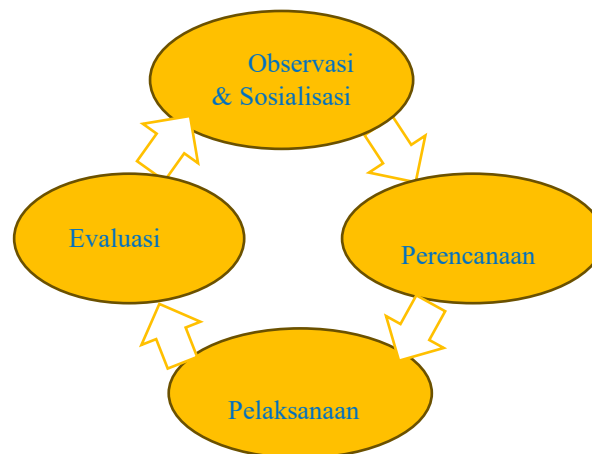 Observasi
& Sosialisasi
Perencanaan
Pelaksanaan
Evaluasi